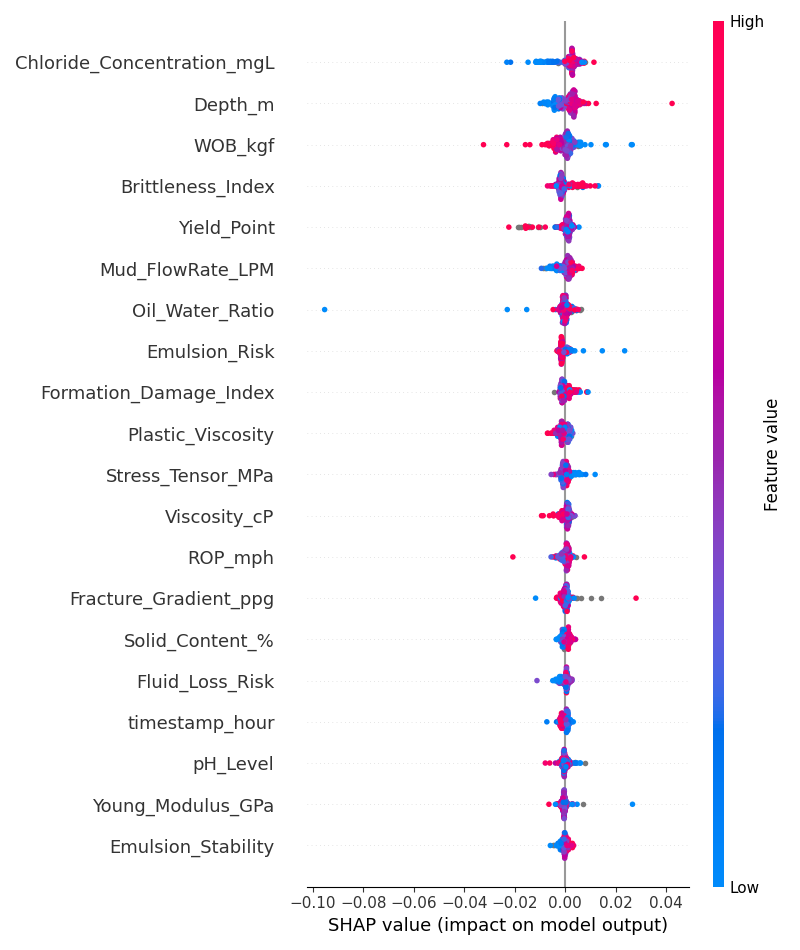 High
Chloride_Concentration_mgL
Depth_m
WOB_kgf
Brittleness_Index
Yield_Point
Mud_FlowRate_LPM
Oil_Water_Ratio
Emulsion_Risk
Formation_Damage_Index
Plastic_Viscosity
Stress_Tensor_MPa
Viscosity_cP
ROP_mph
Fracture_Gradient_ppg
Solid_Content_%
Fluid_Loss_Risk
timestamp_hour
pH_Level
Young_Modulus_GPa
Emulsion_Stability
Feature value
Low
−0.10 −0.08 −0.06 −0.04 −0.02 0.00 0.02 0.04
SHAP value (impact on model output)